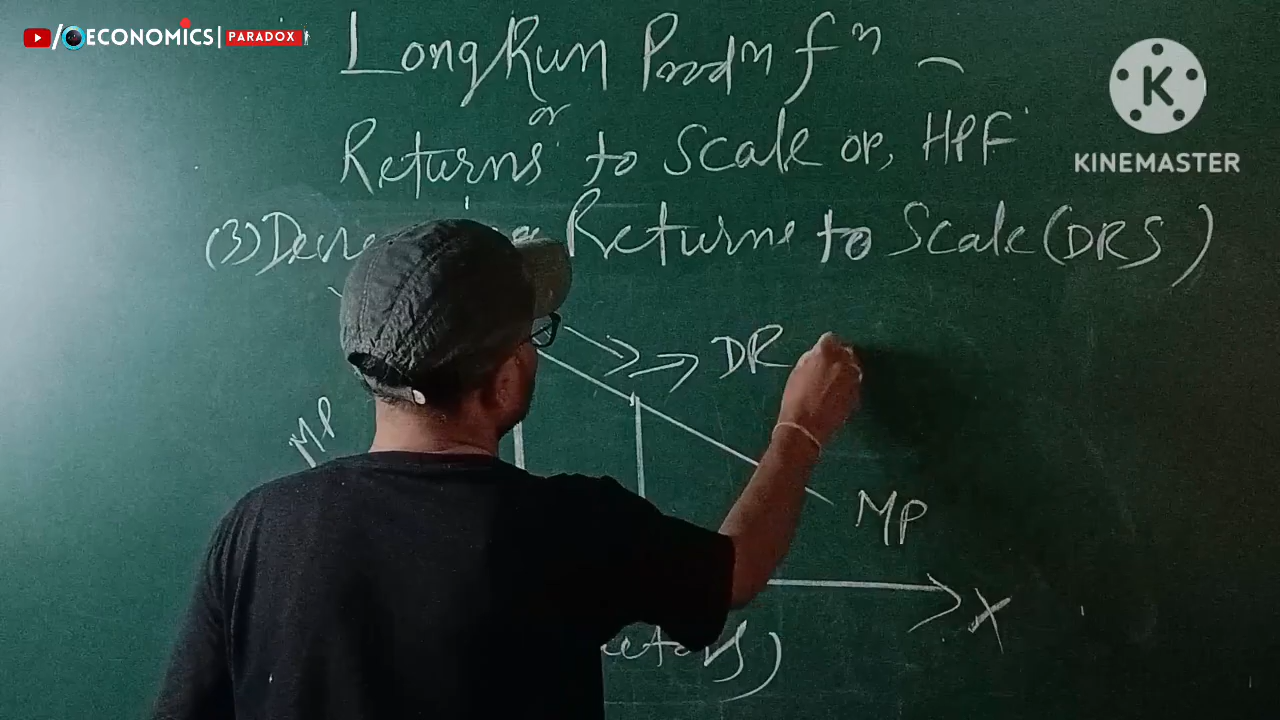 /ECONOMICS| PARADOX
Long Run Prodⁿ fⁿ -
or
Returns to Scale or, HPF
K
KINEMASTER
(3) Returns to Scale (DRS)
DR
MP
MP
X